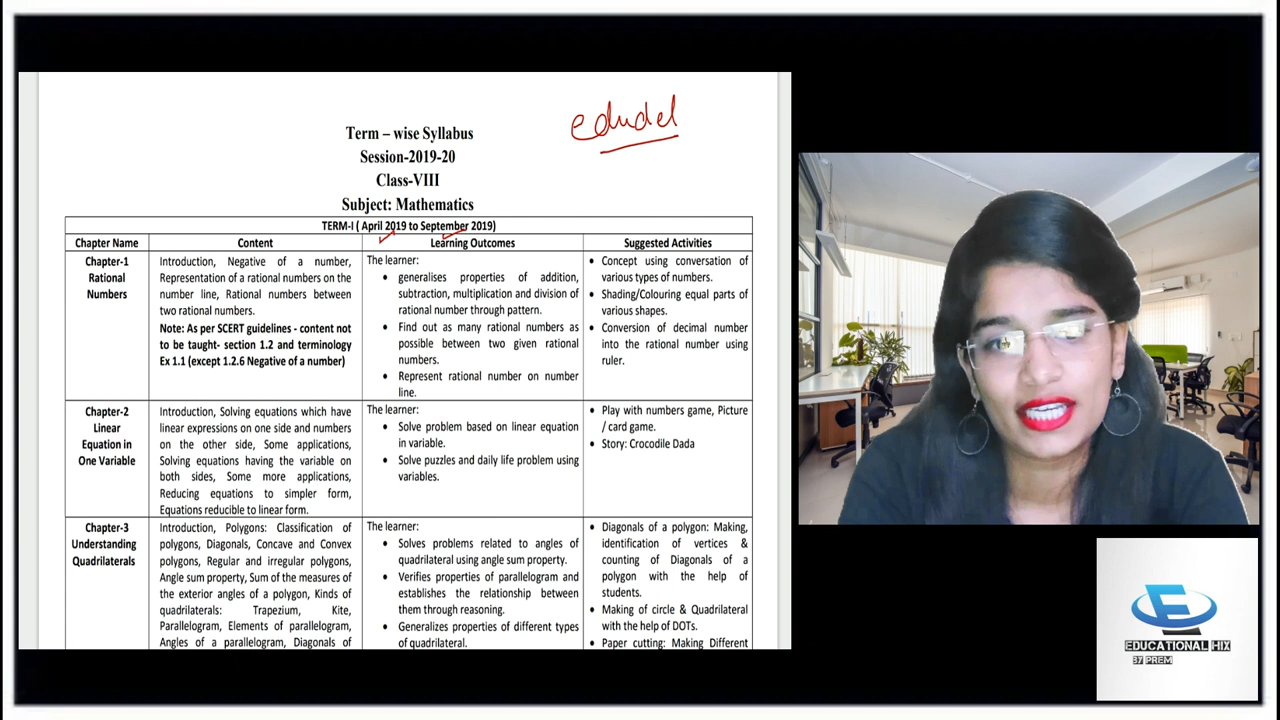 edudel
Term – wise Syllabus
Session-2019-20
Class-VIII
Subject: Mathematics
TERM-I ( April 2019 to September 2019)
Chapter Name Content Learning Outcomes Suggested Activities
Chapter-1
Rational
Numbers
Introduction, Negative of a number,
Representation of a rational numbers on the
number line, Rational numbers between
two rational numbers.
Note: As per SCERT guidelines - content not
to be taught- section 1.2 and terminology
Ex 1.1 (except 1.2.6 Negative of a number)
The learner:
• generalises properties of addition,
subtraction, multiplication and division of
rational number through pattern.
• Find out as many rational numbers as
possible between two given rational
numbers.
• Represent rational number on number
line.
• Concept using conversation of
various types of numbers.
• Shading/Colouring equal parts of
various shapes.
• Conversion of decimal number
into the rational number using
ruler.
Chapter-2
Linear
Equation in
One Variable
Introduction, Solving equations which have
linear expressions on one side and numbers
on the other side, Some applications,
Solving equations having the variable on
both sides, Some more applications,
Reducing equations to simpler form,
Equations reducible to linear form.
The learner:
• Solve problem based on linear equation
in variable.
• Solve puzzles and daily life problem using
variables.
• Play with numbers game, Picture
/ card game.
• Story: Crocodile Dada
Chapter-3
Understanding
Quadrilaterals
Introduction, Polygons: Classification of
polygons, Diagonals, Concave and Convex
polygons, Regular and irregular polygons,
Angle sum property, Sum of the measures of
the exterior angles of a polygon, Kinds of
quadrilaterals: Trapezium, Kite,
Parallelogram, Elements of parallelogram,
Angles of a parallelogram, Diagonals of
The learner:
• Solves problems related to angles of
quadrilateral using angle sum property.
• Verifies properties of parallelogram and
establishes the relationship between
them through reasoning.
• Generalizes properties of different types
of quadrilateral.
• Diagonals of a polygon: Making,
identification of vertices &
counting of Diagonals of a
polygon with the help of
students.
• Making of circle & Quadrilateral
with the help of DOTs.
• Paper cutting: Making Different
EDUCATIONAL HIX
37 PREM